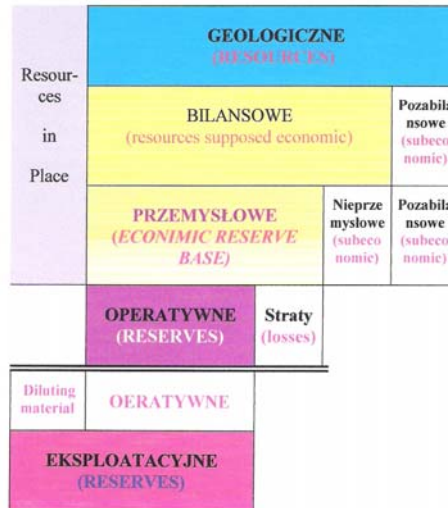 Resour-
ces
in
Place
GEOLOGICZNE
(RESOURCES)
BILANSOWE
(resources supposed economic)
Pozabila
nsowe
(subeco
nomic)
PRZEMYSŁOWE
(ECONIMIC RESERVE
BASE)
Nieprze
mysłowe
(subeco
nomic)
Pozabila
nsowe
(subeco
nomic)
OPERATYWNE
(RESERVES)
Straty
(losses)
Diluting
material
OERATYWNE
EKSPLOATACYJNE
(RESERVES)